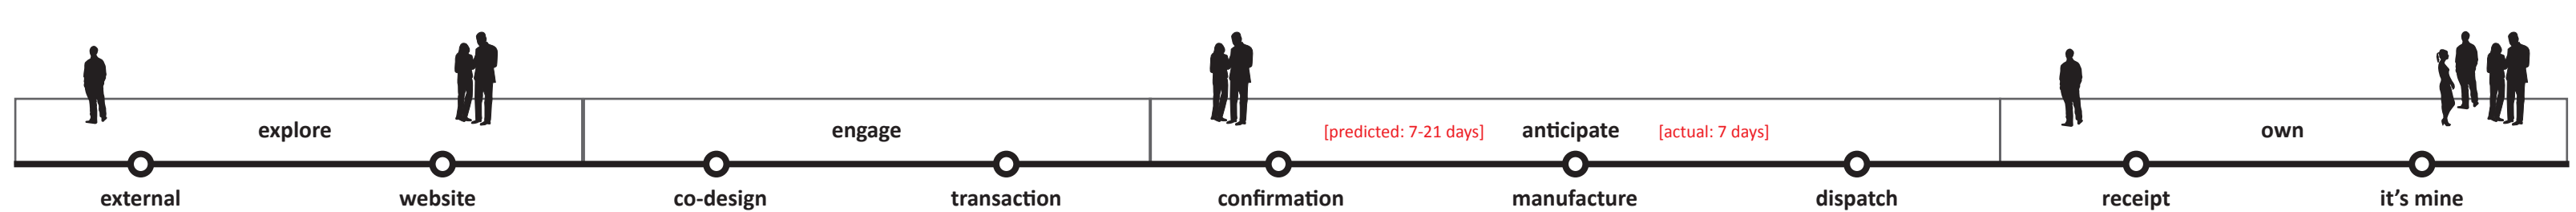 explore
engage
[predicted: 7-21 days] anticipate [actual: 7 days]
own
external
website
co-design
transaction
confirmation
manufacture
dispatch
receipt
it's mine